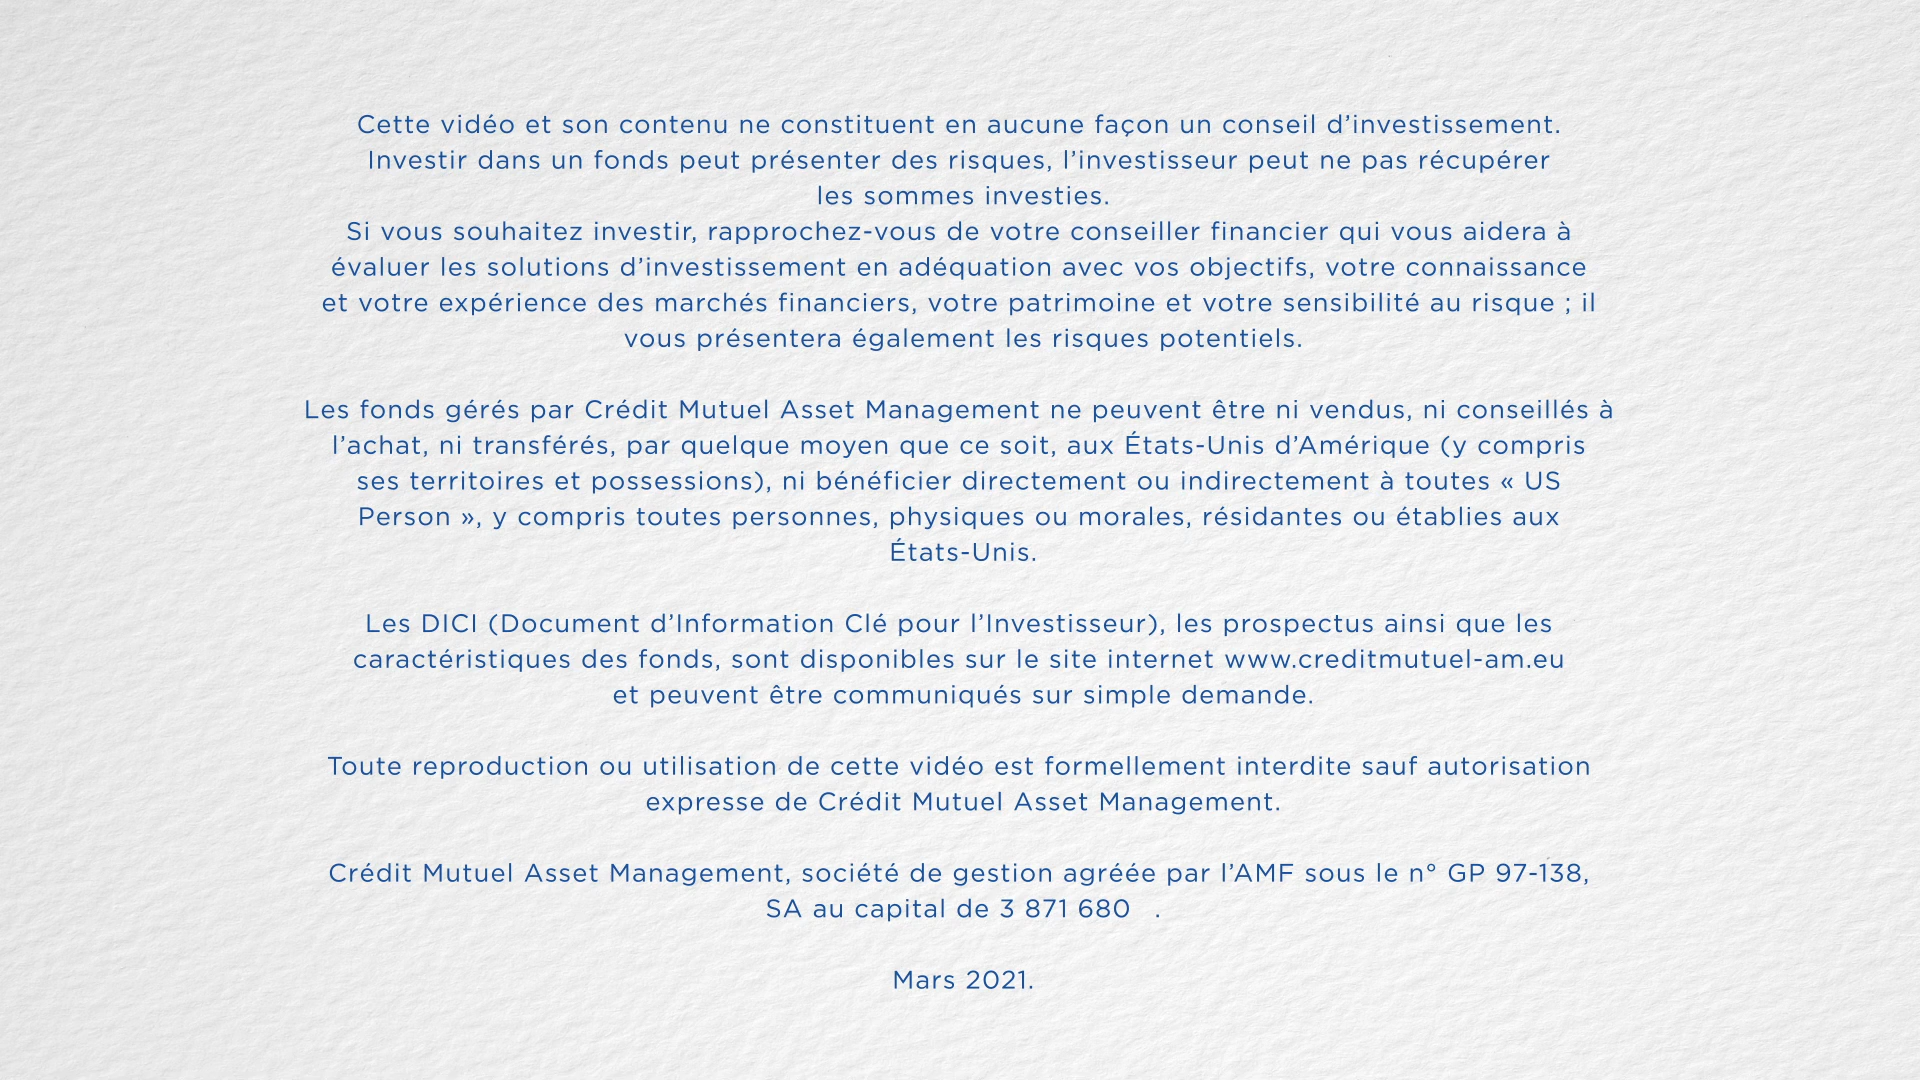 Cette vidéo et son contenu ne constituent en aucune façon un conseil d’investissement.
Investir dans un fonds peut présenter des risques, l’investisseur peut ne pas récupérer
les sommes investies.
Si vous souhaitez investir, rapprochez-vous de votre conseiller financier qui vous aidera à
évaluer les solutions d’investissement en adéquation avec vos objectifs, votre connaissance
et votre expérience des marchés financiers, votre patrimoine et votre sensibilité au risque ; il
vous présentera également les risques potentiels.
Les fonds gérés par Crédit Mutuel Asset Management ne peuvent être ni vendus, ni conseillés à
l’achat, ni transférés, par quelque moyen que ce soit, aux États-Unis d’Amérique (y compris
ses territoires et possessions), ni bénéficier directement ou indirectement à toutes « US
Person », y compris toutes personnes, physiques ou morales, résidantes ou établies aux
États-Unis.
Les DICI (Document d’Information Clé pour l’Investisseur), les prospectus ainsi que les
caractéristiques des fonds, sont disponibles sur le site internet www.creditmutuel-am.eu
et peuvent être communiqués sur simple demande.
Toute reproduction ou utilisation de cette vidéo est formellement interdite sauf autorisation
expresse de Crédit Mutuel Asset Management.
Crédit Mutuel Asset Management, société de gestion agréée par l’AMF sous le n° GP 97-138,
SA au capital de 3 871 680 .
Mars 2021.